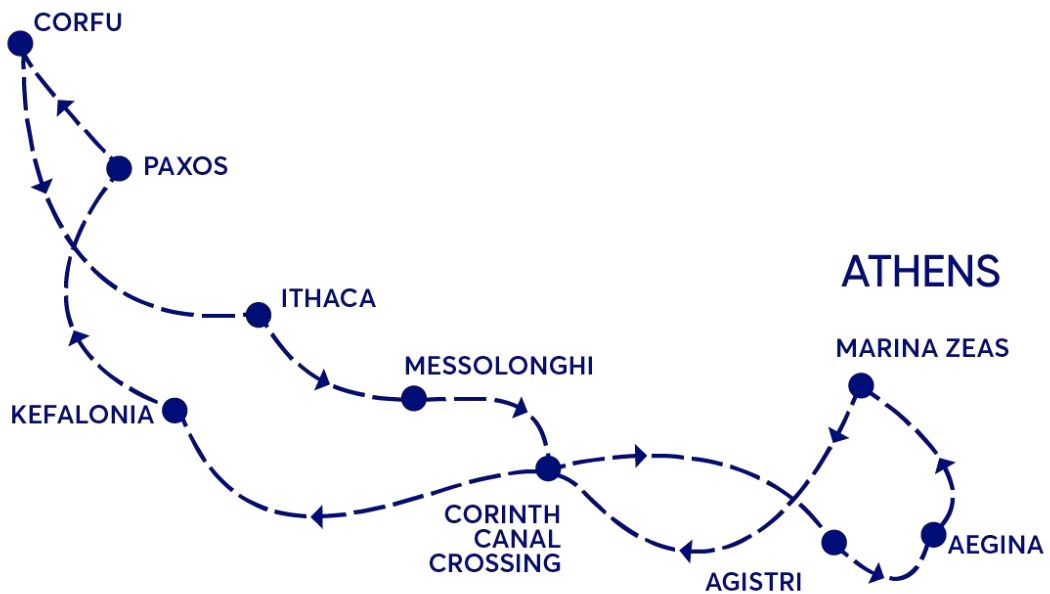 CORFU
PAXOS
ATHENS
ITHACA
MARINA ZEAS
MESSOLONGHI
KEFALONIA
CORINTH
CANAL
CROSSING
AEGINA
AGISTRI